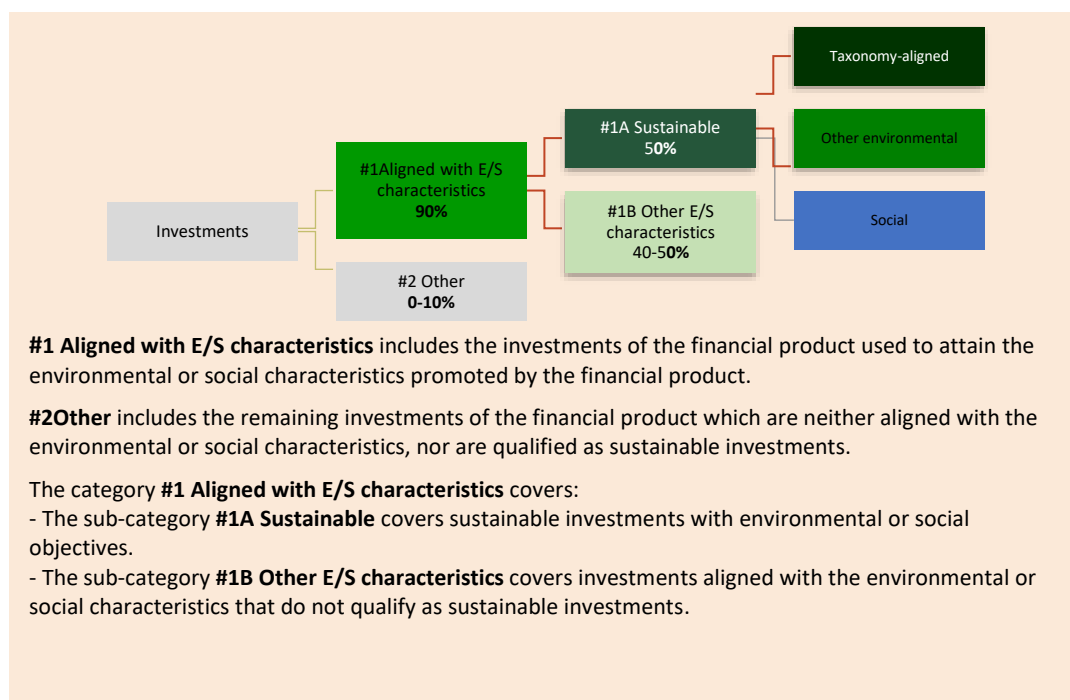 Taxonomy-aligned
#1A Sustainable
50%
Other environmental
#1Aligned with E/S
characteristics
90%
#1B Other E/S
characteristics
40-50%
Social
Investments
#2 Other
0-10%
#1 Aligned with E/S characteristics includes the investments of the financial product used to attain the
environmental or social characteristics promoted by the financial product.
#2Other includes the remaining investments of the financial product which are neither aligned with the
environmental or social characteristics, nor are qualified as sustainable investments.
The category #1 Aligned with E/S characteristics covers:
- The sub-category #1A Sustainable covers sustainable investments with environmental or social
objectives.
- The sub-category #1B Other E/S characteristics covers investments aligned with the environmental or
social characteristics that do not qualify as sustainable investments.